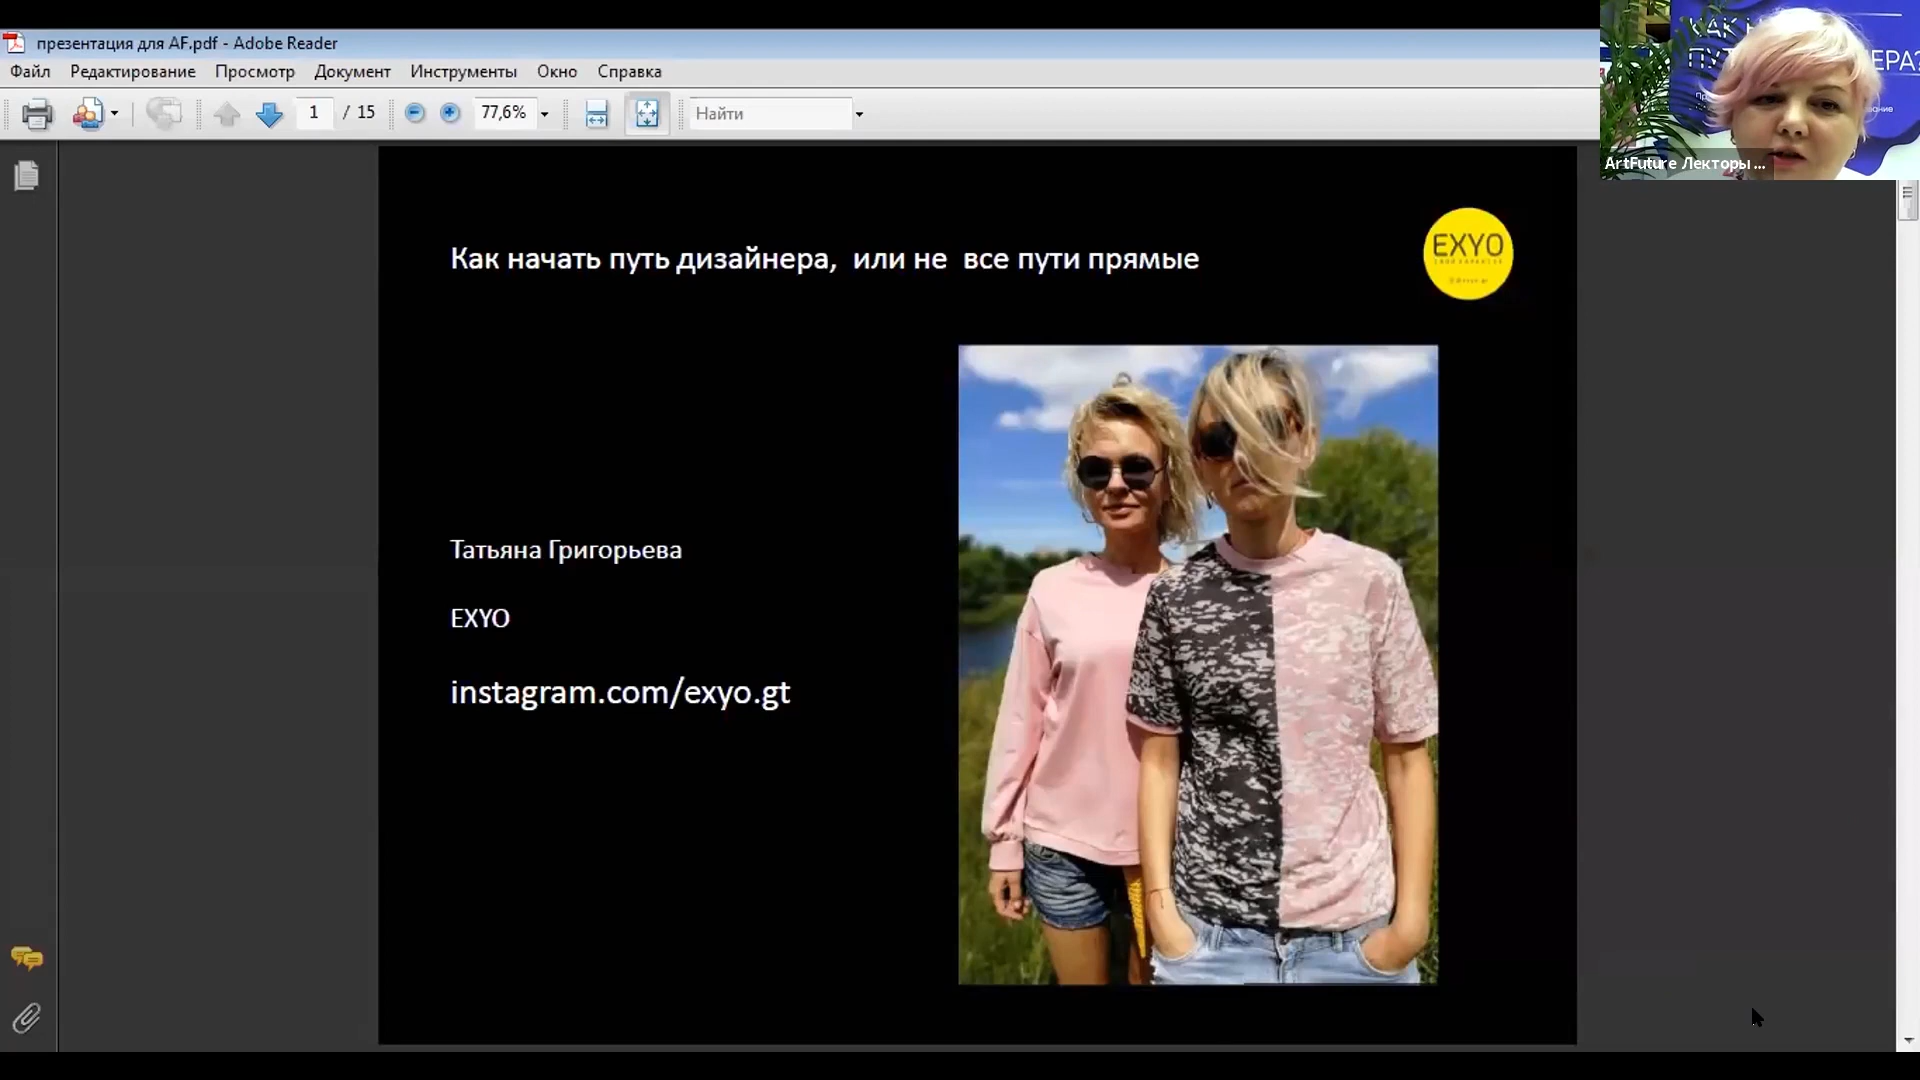 презентация для AF.pdf - Adobe Reader
Файл Редактирование Просмотр Документ Инструменты Окно Справка
1 / 15 77,6% Найти
ЕРА?
ArtFuture Лекторы ...
Как начать путь дизайнера, или не все пути прямые
EXYO
Татьяна Григорьева
EXYO
instagram.com/exyo.gt